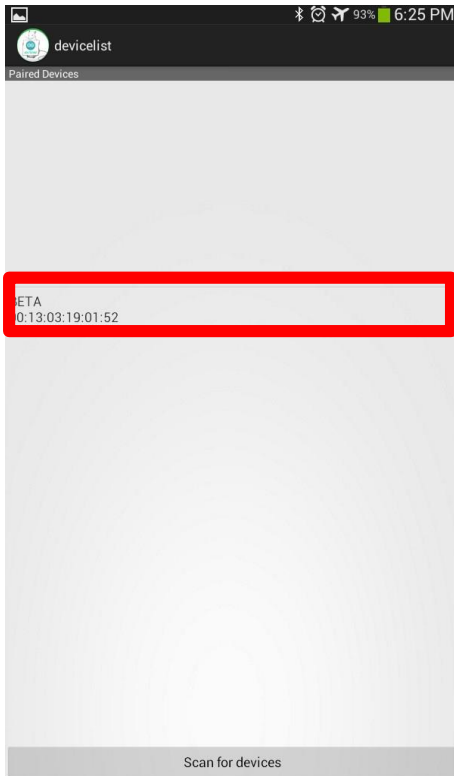 93% 6:25 PM
devicelist
Paired Devices
ETA
0:13:03:19:01:52
Scan for devices